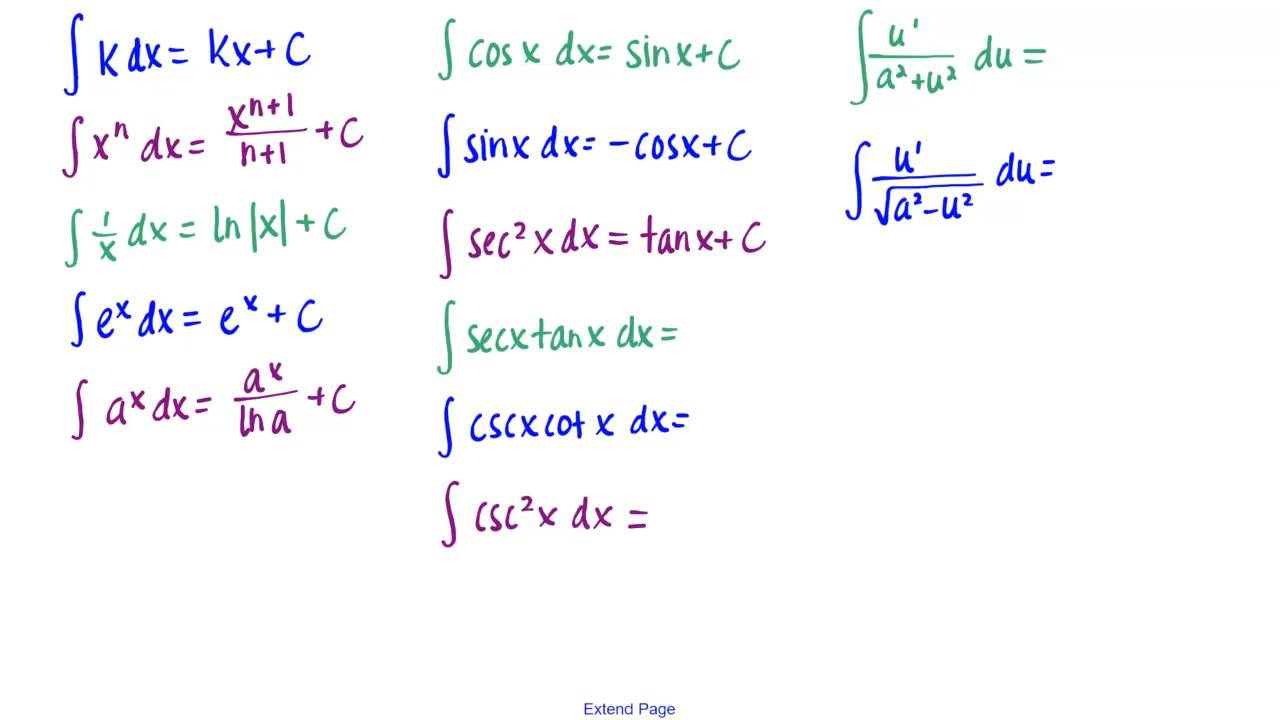 ∫ k dx = kx + C
∫ xⁿ dx = xⁿ⁺¹/n+1 + C
∫ 1/x dx = ln|x| + C
∫ eˣ dx = eˣ + C
∫ aˣ dx = aˣ/ln a + C
∫ cos x dx = sin x + C
∫ sin x dx = -cos x + C
∫ sec² x dx = tan x + C
∫ sec x tan x dx =
∫ csc x cot x dx =
∫ csc² x dx =
∫ u'/a² + u² du =
∫ u'/√a² - u² du =
Extend Page